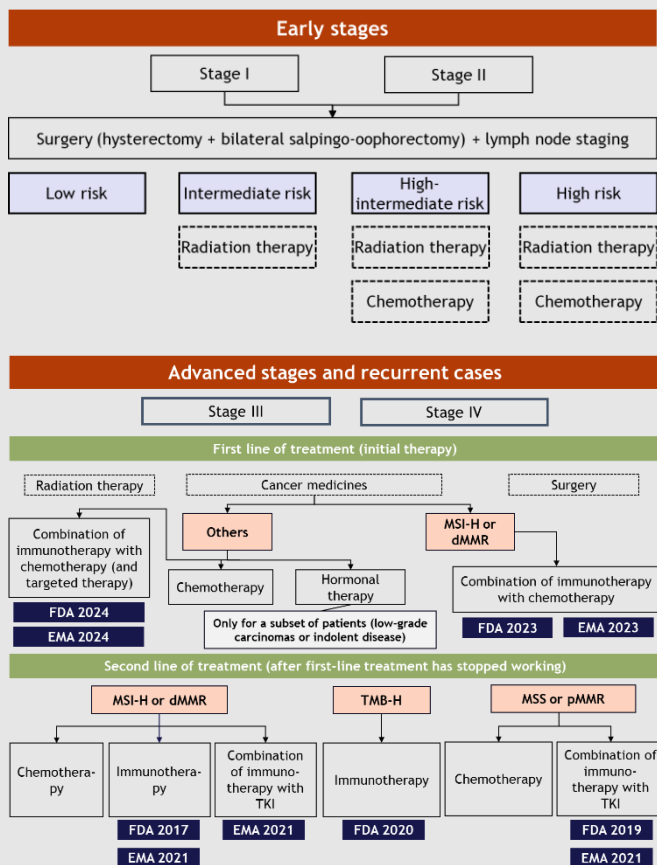 Early stages
Stage I
Stage II
Surgery (hysterectomy + bilateral salpingo-oophorectomy) + lymph node staging
Low risk
Intermediate risk
High-
intermediate risk
High risk
Radiation therapy
Radiation therapy
Radiation therapy
Chemotherapy
Chemotherapy
Advanced stages and recurrent cases
Stage III
Stage IV
First line of treatment (initial therapy)
Radiation therapy
Cancer medicines
Surgery
Combination of
immunotherapy with
chemotherapy (and
targeted therapy)
FDA 2024
EMA 2024
Others
Chemotherapy
Hormonal
therapy
Only for a subset of patients (low-grade
carcinomas or indolent disease)
MSI-H or
dMMR
Combination of immunotherapy
with chemotherapy
FDA 2023
EMA 2023
Second line of treatment (after first-line treatment has stopped working)
MSI-H or dMMR
TMB-H
MSS or pMMR
Chemothera-
py
Immunothera-
py
Combination
of immuno-
therapy with
TKI
Immunotherapy
Chemotherapy
Combination of
immuno-
therapy with
TKI
FDA 2017
EMA 2021
FDA 2020
FDA 2019
EMA 2021
EMA 2021